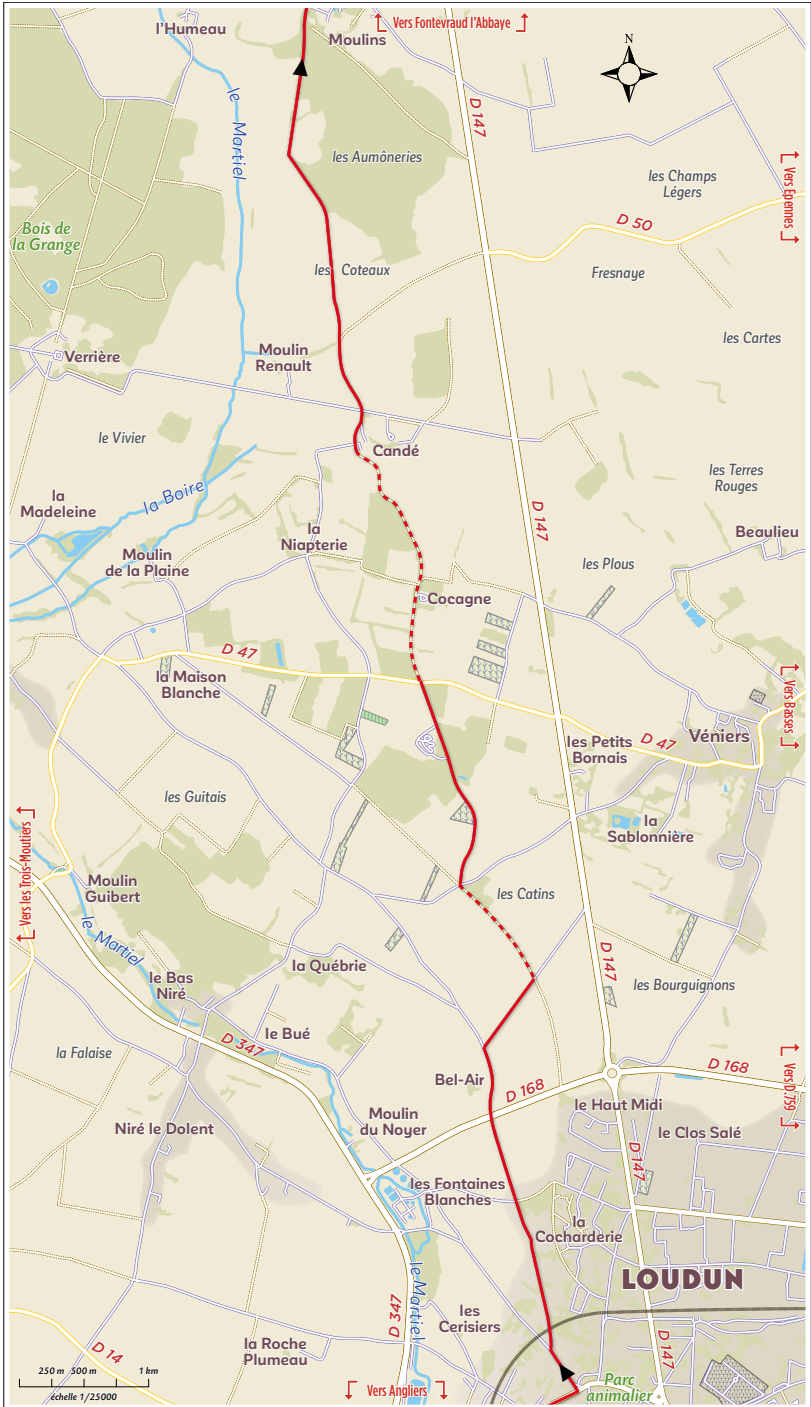 l'Humeau
Moulins
Vers Fontevraud l'Abbaye
N
le Martiel
D 147
les Aumôneries
les Champs
Légers
Vers Epennes
Bois de
la Grange
D 50
les Coteaux
Fresnaye
les Cartes
Verrière
Moulin
Renault
le Vivier
Candé
la
Madeleine
la Boire
les Terres
Rouges
D 147
la
Niapterie
Beaulieu
Moulin
de la Plaine
les Plous
Cocagne
D 47
la Maison
Blanche
Vers Basses
Véniers
les Petits
Bornais
D 47
les Guitais
la
Sablonnière
Vers les Trois-Moutiers
Moulin
Guibert
les Catins
le Martiel
D 147
le Bas
Niré
la Québrie
les Bourguignons
la Falaise
le Bué
D 347
D 168
Vers D.759
Bel-Air
D 168
le Haut Midi
Niré le Dolent
Moulin
du Noyer
le Clos Salé
D 147
les Fontaines
Blanches
la
Cocharderie
LOUDUN
le Martiel
D 347
les
Cerisiers
D 14
la Roche
Plumeau
D 147
250 m 500 m 1 km
échelle 1/25000
Vers Angliers
Parc
animalier